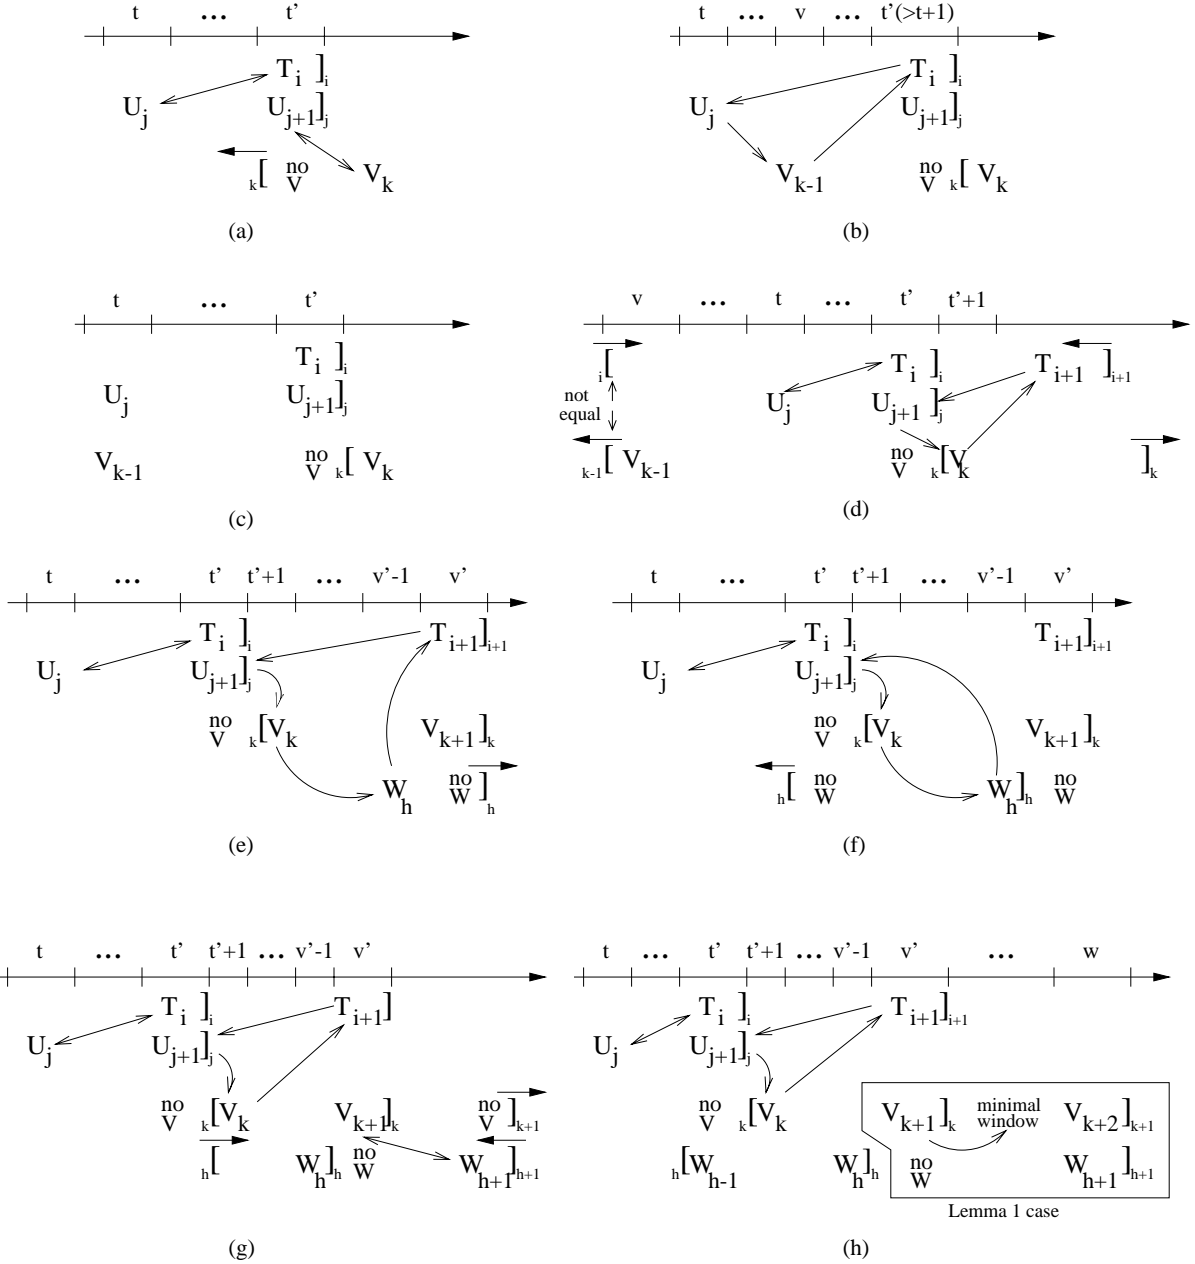 t ... t'
T_i ]_i
U_j U_{j+1}]_j
_k[ no V V_k
(a)
t ... v ... t'(>t+1)
T_i ]_i
U_j U_{j+1}]_j
V_{k-1} no V _k[ V_k
(b)
t ... t'
T_i ]_i
U_j U_{j+1}]_j
V_{k-1} no V _k[ V_k
(c)
v ... t ... t' t'+1
_i[ T_i ]_i T_{i+1} ]_{i+1}
not equal U_j U_{j+1} ]_j
_{k-1}[ V_{k-1} no V _k[V_k ]_k
(d)
t ... t' t'+1 ... v'-1 v'
T_i ]_i T_{i+1}]_{i+1}
U_j U_{j+1}]_j
no V _k[V_k V_{k+1}]_k
W_h no W ]_h
(e)
t ... t' t'+1 ... v'-1 v'
T_i ]_i T_{i+1}]_{i+1}
U_j U_{j+1}]_j
no V _k[V_k V_{k+1}]_k
_h[ no W W_h]_h no W
(f)
t ... t' t'+1 ... v'-1 v'
T_i ]_i T_{i+1}]
U_j U_{j+1}]_j
no V _k[V_k V_{k+1}]_k no V ]_{k+1}
_h[ W_h]_h no W W_{h+1}]_{h+1}
(g)
t ... t' t'+1 ... v'-1 v' ... w
T_i ]_i T_{i+1}]_{i+1}
U_j U_{j+1}]_j
no V _k[V_k V_{k+1}]_k minimal window V_{k+2}]_{k+1}
_h[W_{h-1} W_h]_h no W W_{h+1}]_{h+1}
Lemma 1 case
(h)